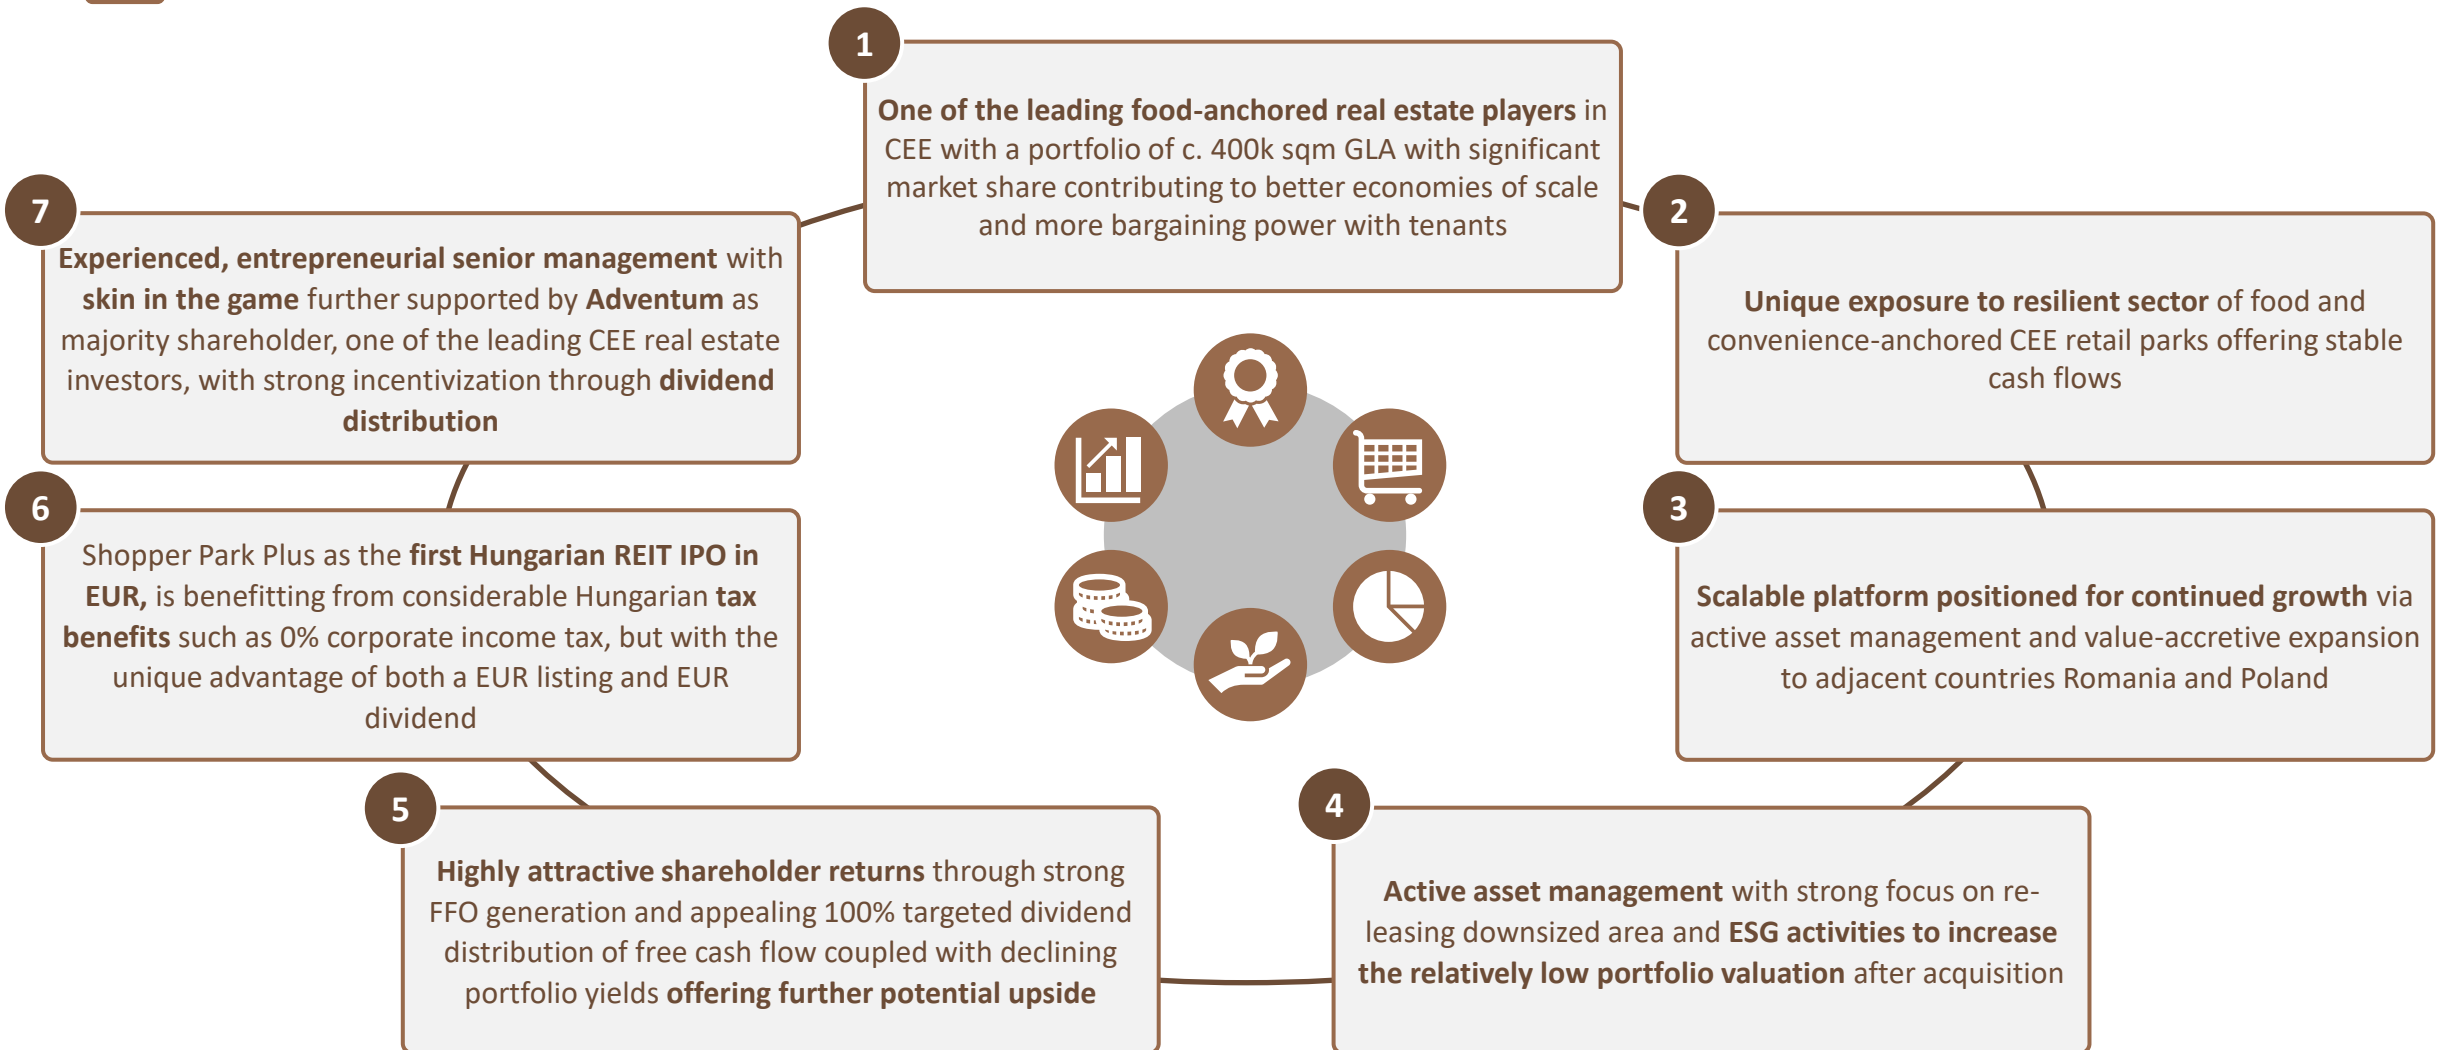 1
One of the leading food-anchored real estate players in
CEE with a portfolio of c. 400k sqm GLA with significant
market share contributing to better economies of scale
and more bargaining power with tenants
2
Unique exposure to resilient sector of food and
convenience-anchored CEE retail parks offering stable
cash flows
3
Scalable platform positioned for continued growth via
active asset management and value-accretive expansion
to adjacent countries Romania and Poland
4
Active asset management with strong focus on re-
leasing downsized area and ESG activities to increase
the relatively low portfolio valuation after acquisition
5
Highly attractive shareholder returns through strong
FFO generation and appealing 100% targeted dividend
distribution of free cash flow coupled with declining
portfolio yields offering further potential upside
6
Shopper Park Plus as the first Hungarian REIT IPO in
EUR, is benefitting from considerable Hungarian tax
benefits such as 0% corporate income tax, but with the
unique advantage of both a EUR listing and EUR
dividend
7
Experienced, entrepreneurial senior management with
skin in the game further supported by Adventum as
majority shareholder, one of the leading CEE real estate
investors, with strong incentivization through dividend
distribution